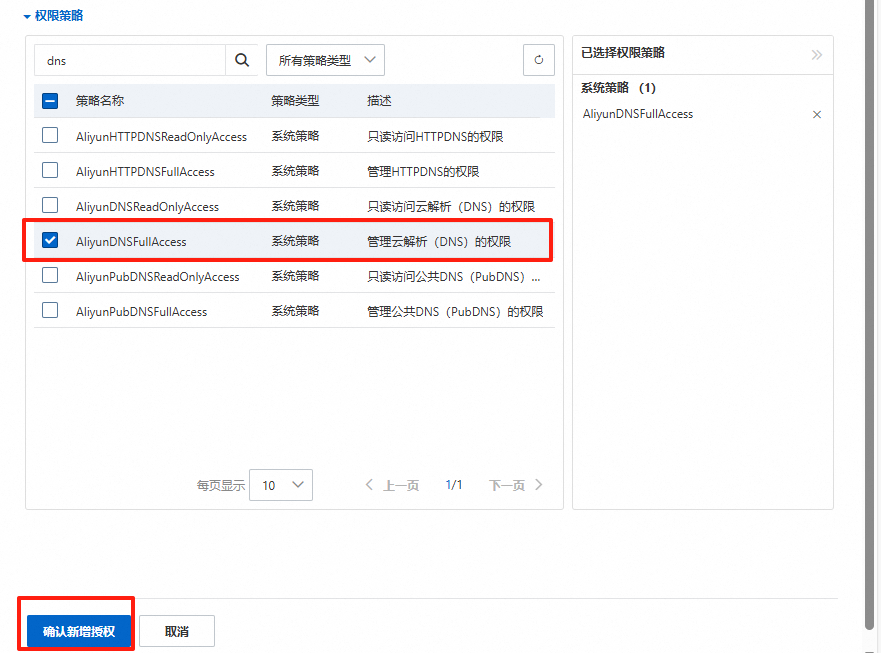 权限策略
dns
所有策略类型
策略名称 策略类型 描述
AliyunHTTPDNSReadOnlyAccess 系统策略 只读访问HTTPDNS的权限
AliyunHTTPDNSFullAccess 系统策略 管理HTTPDNS的权限
AliyunDNSReadOnlyAccess 系统策略 只读访问云解析（DNS）的权限
AliyunDNSFullAccess 系统策略 管理云解析（DNS）的权限
AliyunPubDNSReadOnlyAccess 系统策略 只读访问公共DNS（PubDNS）...
AliyunPubDNSFullAccess 系统策略 管理公共DNS（PubDNS）的权限
每页显示 10 上一页 1/1 下一页
已选择权限策略
系统策略 （1）
AliyunDNSFullAccess
确认新增授权 取消